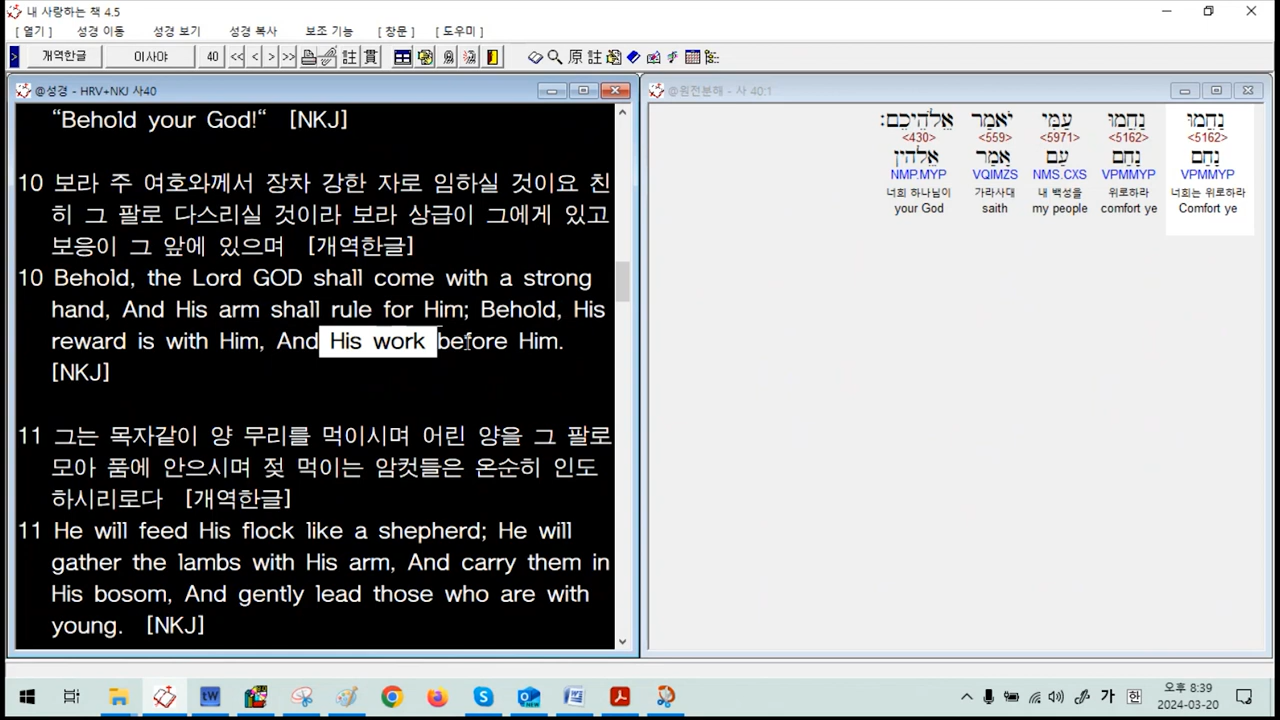 내 사랑하는 책 4.5
[ 열기 ] 성경 이동 성경 보기 성경 복사 보조 기능 [ 창문 ] [ 도우미 ]
개역한글 이사야 40 << < > >> 註 貫 原 註
@성경 - HRV+NKJ 사40
"Behold your God!" [NKJ]
10 보라 주 여호와께서 장차 강한 자로 임하실 것이요 친
히 그 팔로 다스리실 것이라 보라 상급이 그에게 있고
보응이 그 앞에 있으며 [개역한글]
10 Behold, the Lord GOD shall come with a strong
hand, And His arm shall rule for Him; Behold, His
reward is with Him, And His work before Him.
[NKJ]
11 그는 목자같이 양 무리를 먹이시며 어린 양을 그 팔로
모아 품에 안으시며 젖 먹이는 암컷들은 온순히 인도
하시리로다 [개역한글]
11 He will feed His flock like a shepherd; He will
gather the lambs with His arm, And carry them in
His bosom, And gently lead those who are with
young. [NKJ]
@원전분해 - 사 40:1
נַחֲמוּ נַחֲמוּ עַמִּי יֹאמַר אֱלֹהֵיכֶם׃
<430> <559> <5971> <5162> <5162>
נָחַם נָחַם עַם אָמַר אֱלֹהִין
NMP.MYP VQIMZS NMS.CXS VPMMYP VPMMYP
너희 하나님이 가라사대 내 백성을 위로하라 너희는 위로하라
your God saith my people comfort ye Comfort ye
가 한
오후 8:39
2024-03-20